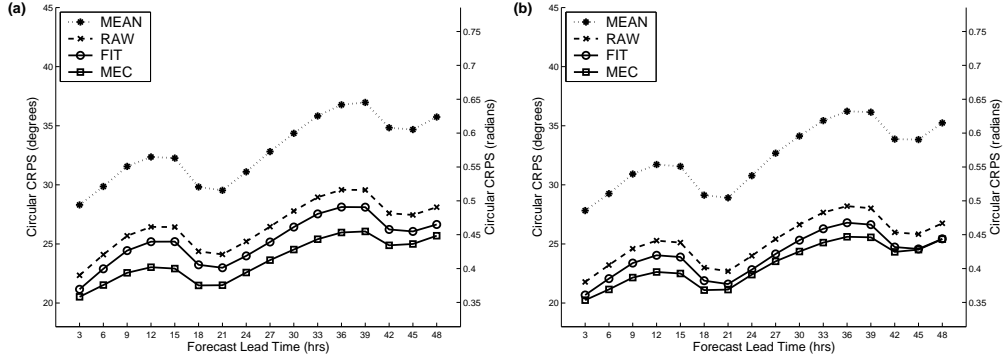 (a)
MEAN
RAW
FIT
MEC
45
40
35
30
25
20
Circular CRPS (degrees)
0.75
0.7
0.65
0.6
0.55
0.5
0.45
0.4
0.35
Circular CRPS (radians)
3 6 9 12 15 18 21 24 27 30 33 36 39 42 45 48
Forecast Lead Time (hrs)
(b)
MEAN
RAW
FIT
MEC
45
40
35
30
25
20
Circular CRPS (degrees)
0.75
0.7
0.65
0.6
0.55
0.5
0.45
0.4
0.35
Circular CRPS (radians)
3 6 9 12 15 18 21 24 27 30 33 36 39 42 45 48
Forecast Lead Time (hrs)